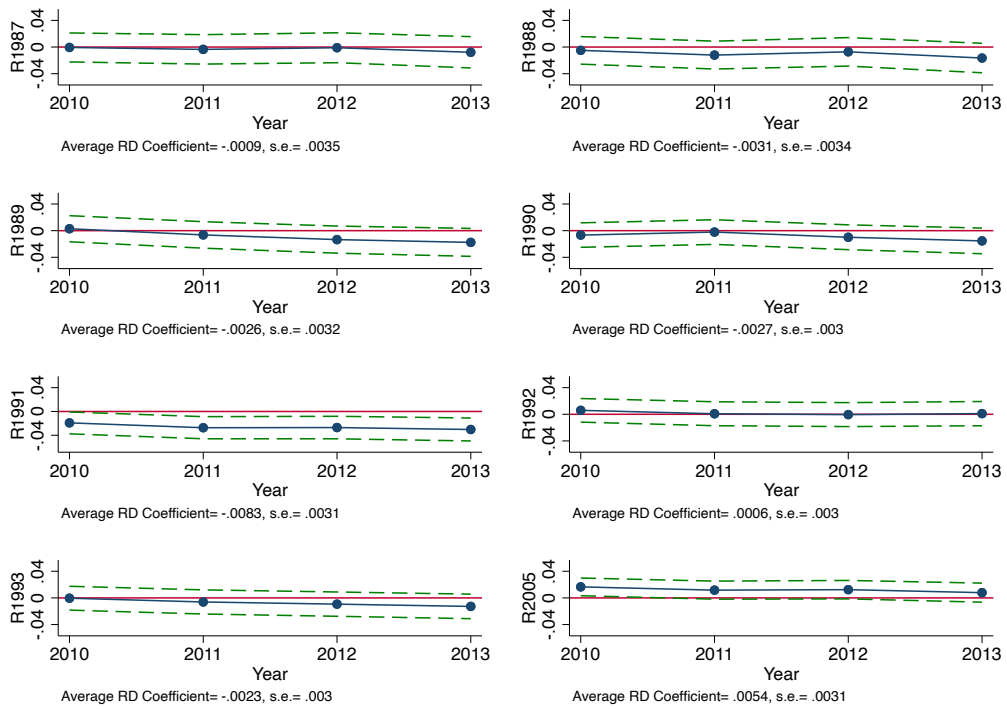 R1987
.04
0
-.04
2010 2011 2012 2013
Year
Average RD Coefficient= -.0009, s.e.= .0035
R1988
.04
0
-.04
2010 2011 2012 2013
Year
Average RD Coefficient= -.0031, s.e.= .0034
R1989
.04
0
-.04
2010 2011 2012 2013
Year
Average RD Coefficient= -.0026, s.e.= .0032
R1990
.04
0
-.04
2010 2011 2012 2013
Year
Average RD Coefficient= -.0027, s.e.= .003
R1991
.04
0
-.04
2010 2011 2012 2013
Year
Average RD Coefficient= -.0083, s.e.= .0031
R1992
.04
0
-.04
2010 2011 2012 2013
Year
Average RD Coefficient= .0006, s.e.= .003
R1993
.04
0
-.04
2010 2011 2012 2013
Year
Average RD Coefficient= -.0023, s.e.= .003
R2005
.04
0
-.04
2010 2011 2012 2013
Year
Average RD Coefficient= .0054, s.e.= .0031